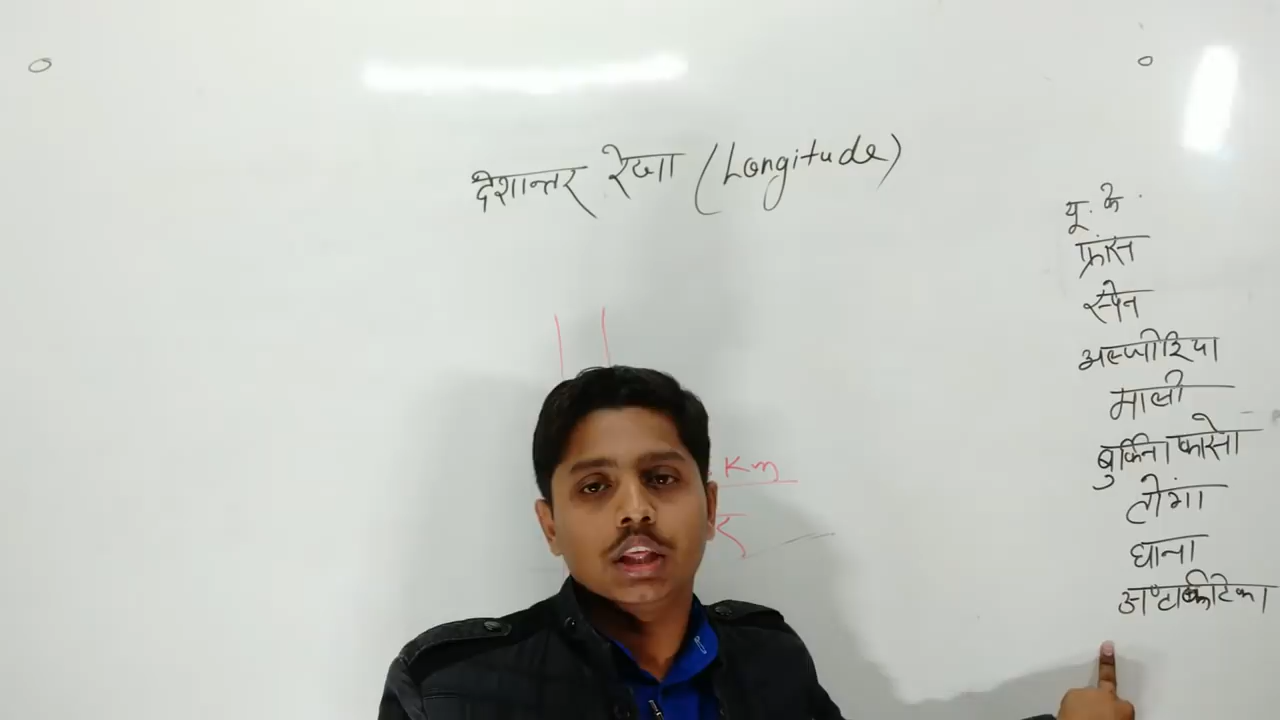 देशान्तर रेखा (Longitude)
यू. के.
फ्रांस
स्पेन
अल्जीरिया
माली
बुर्किना फासो
तोगां
घाना
अण्टार्कटिका
Km